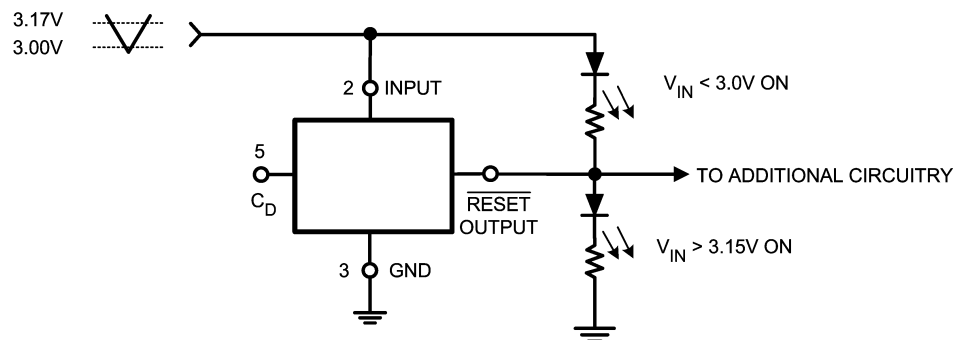 3.17V
3.00V
2 INPUT
V_IN < 3.0V ON
5
C_D
RESET
OUTPUT
TO ADDITIONAL CIRCUITRY
V_IN > 3.15V ON
3 GND